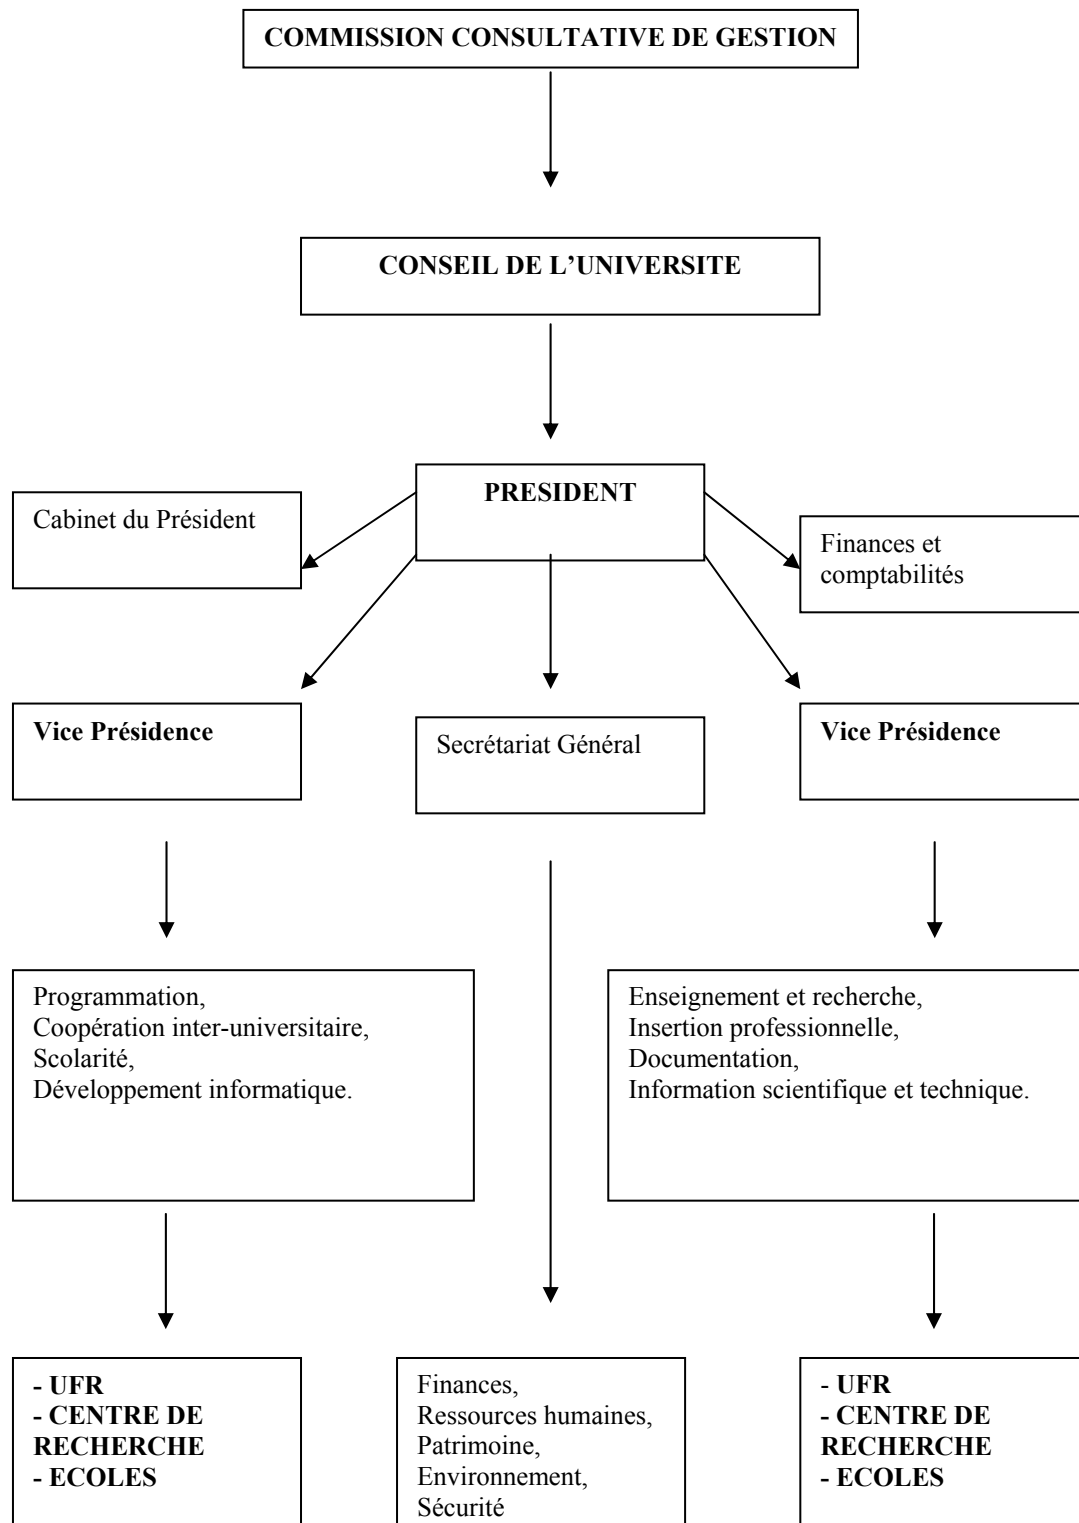 COMMISSION CONSULTATIVE DE GESTION
CONSEIL DE L’UNIVERSITE
PRESIDENT
Cabinet du Président
Finances et
comptabilités
Vice Présidence
Secrétariat Général
Vice Présidence
Programmation,
Coopération inter-universitaire,
Scolarité,
Développement informatique.
Enseignement et recherche,
Insertion professionnelle,
Documentation,
Information scientifique et technique.
- UFR
- CENTRE DE
RECHERCHE
- ECOLES
Finances,
Ressources humaines,
Patrimoine,
Environnement,
Sécurité
- UFR
- CENTRE DE
RECHERCHE
- ECOLES